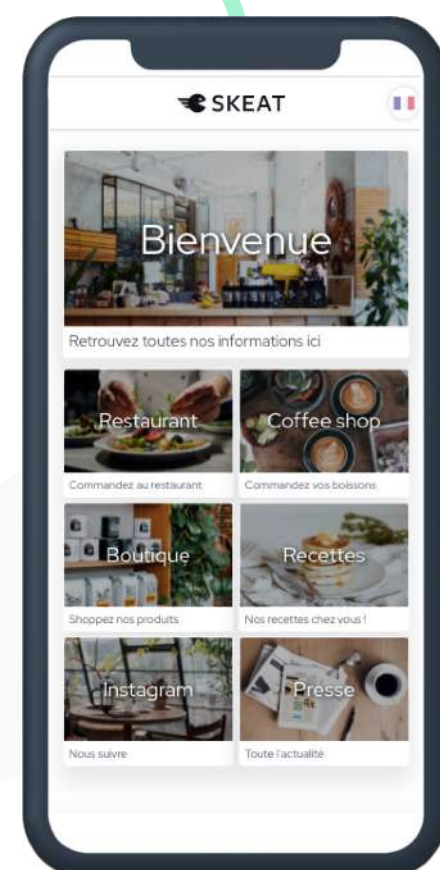 SKEAT
Bienvenue
Retrouvez toutes nos informations ici
Restaurant
Coffee shop
Commandez au restaurant
Commandez vos boissons
Boutique
Recettes
Shoppez nos produits
Nos recettes chez vous !
Instagram
Presse
Nous suivre
Toute l'actualité